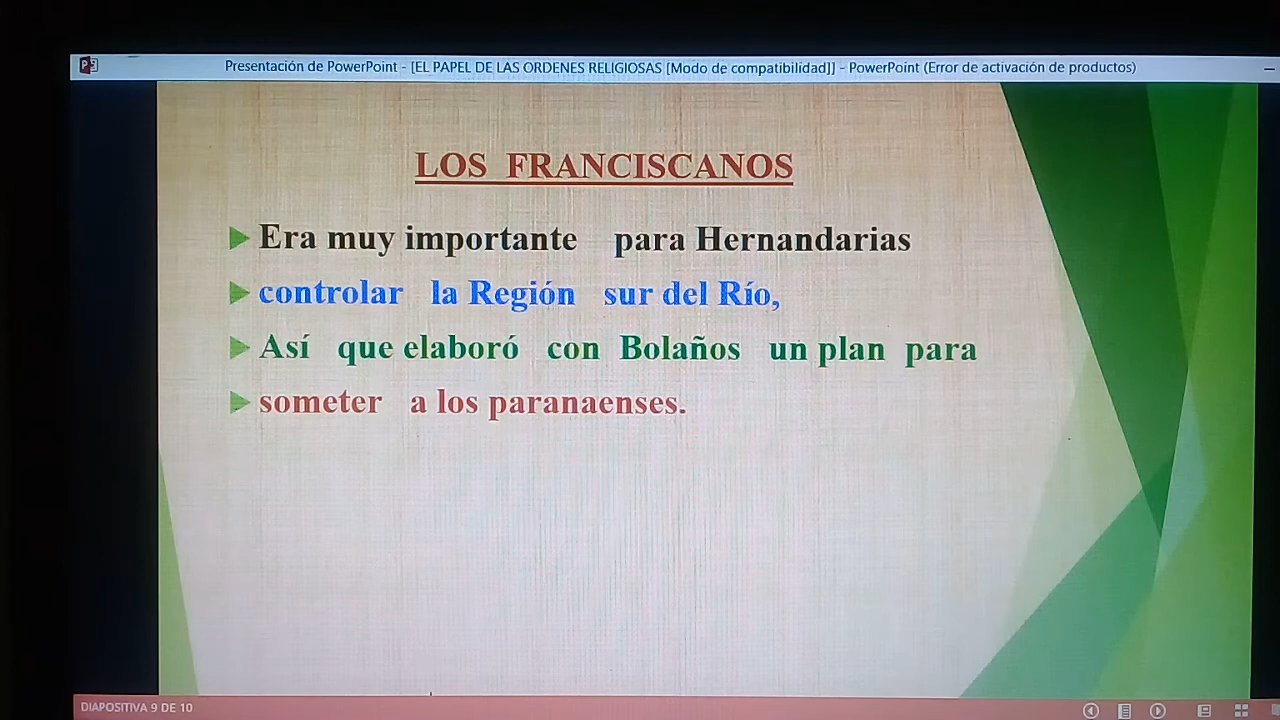 Presentación de PowerPoint - [EL PAPEL DE LAS ORDENES RELIGIOSAS [Modo de compatibilidad]] - PowerPoint (Error de activación de productos)
LOS FRANCISCANOS
Era muy importante para Hernandarias
controlar la Región sur del Río,
Así que elaboró con Bolaños un plan para
someter a los paranaenses.
DIAPOSITIVA 9 DE 10